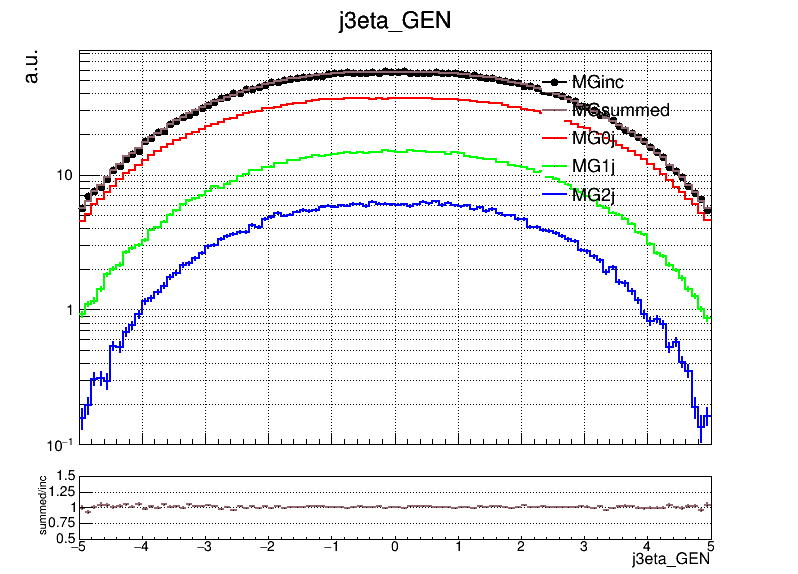 j3eta_GEN
a.u.
MGinc
MGsummed
MG0j
MG1j
MG2j
10
1
10⁻¹
summed/inc
1.5
1.25
1
0.75
0.5
−5 −4 −3 −2 −1 0 1 2 3 4 5
j3eta_GEN